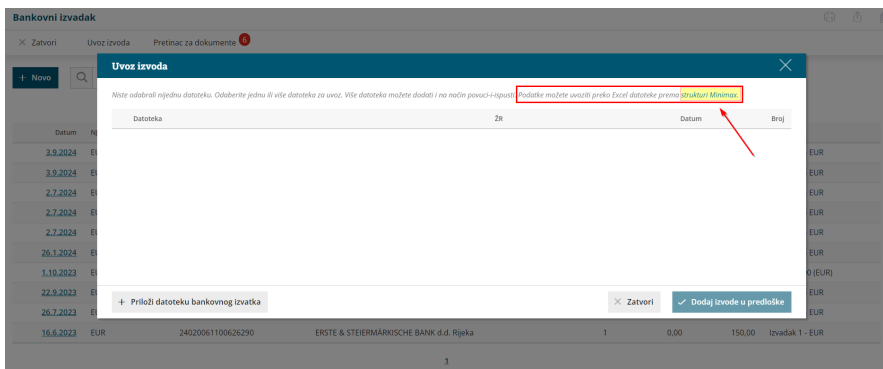 Bankovni izvadak
Zatvori Uvoz izvoda Pretinac za dokumente 6
+ Novo
Uvoz izvoda
Niste odabrali nijednu datoteku. Odaberite jednu ili više datoteka za uvoz. Više datoteka možete dodati i na način povuci-i-ispusti. Podatke možete uvoziti preko Excel datoteke prema strukturi Minimax.
Datoteka ŽR Datum Broj
Datum
3.9.2024 EUR
3.9.2024 EUR
2.7.2024 EUR
2.7.2024 EUR
2.7.2024 EUR
26.1.2024 EUR
1.10.2023 (EUR)
22.9.2023 EUR
26.7.2023 EUR
+ Priloži datoteku bankovnog izvatka Zatvori Dodaj izvode u predloške
16.6.2023 EUR 24020061100626290 ERSTE & STEIERMÄRKISCHE BANK d.d. Rijeka 1 0,00 150,00 Izvadak 1 - EUR
1